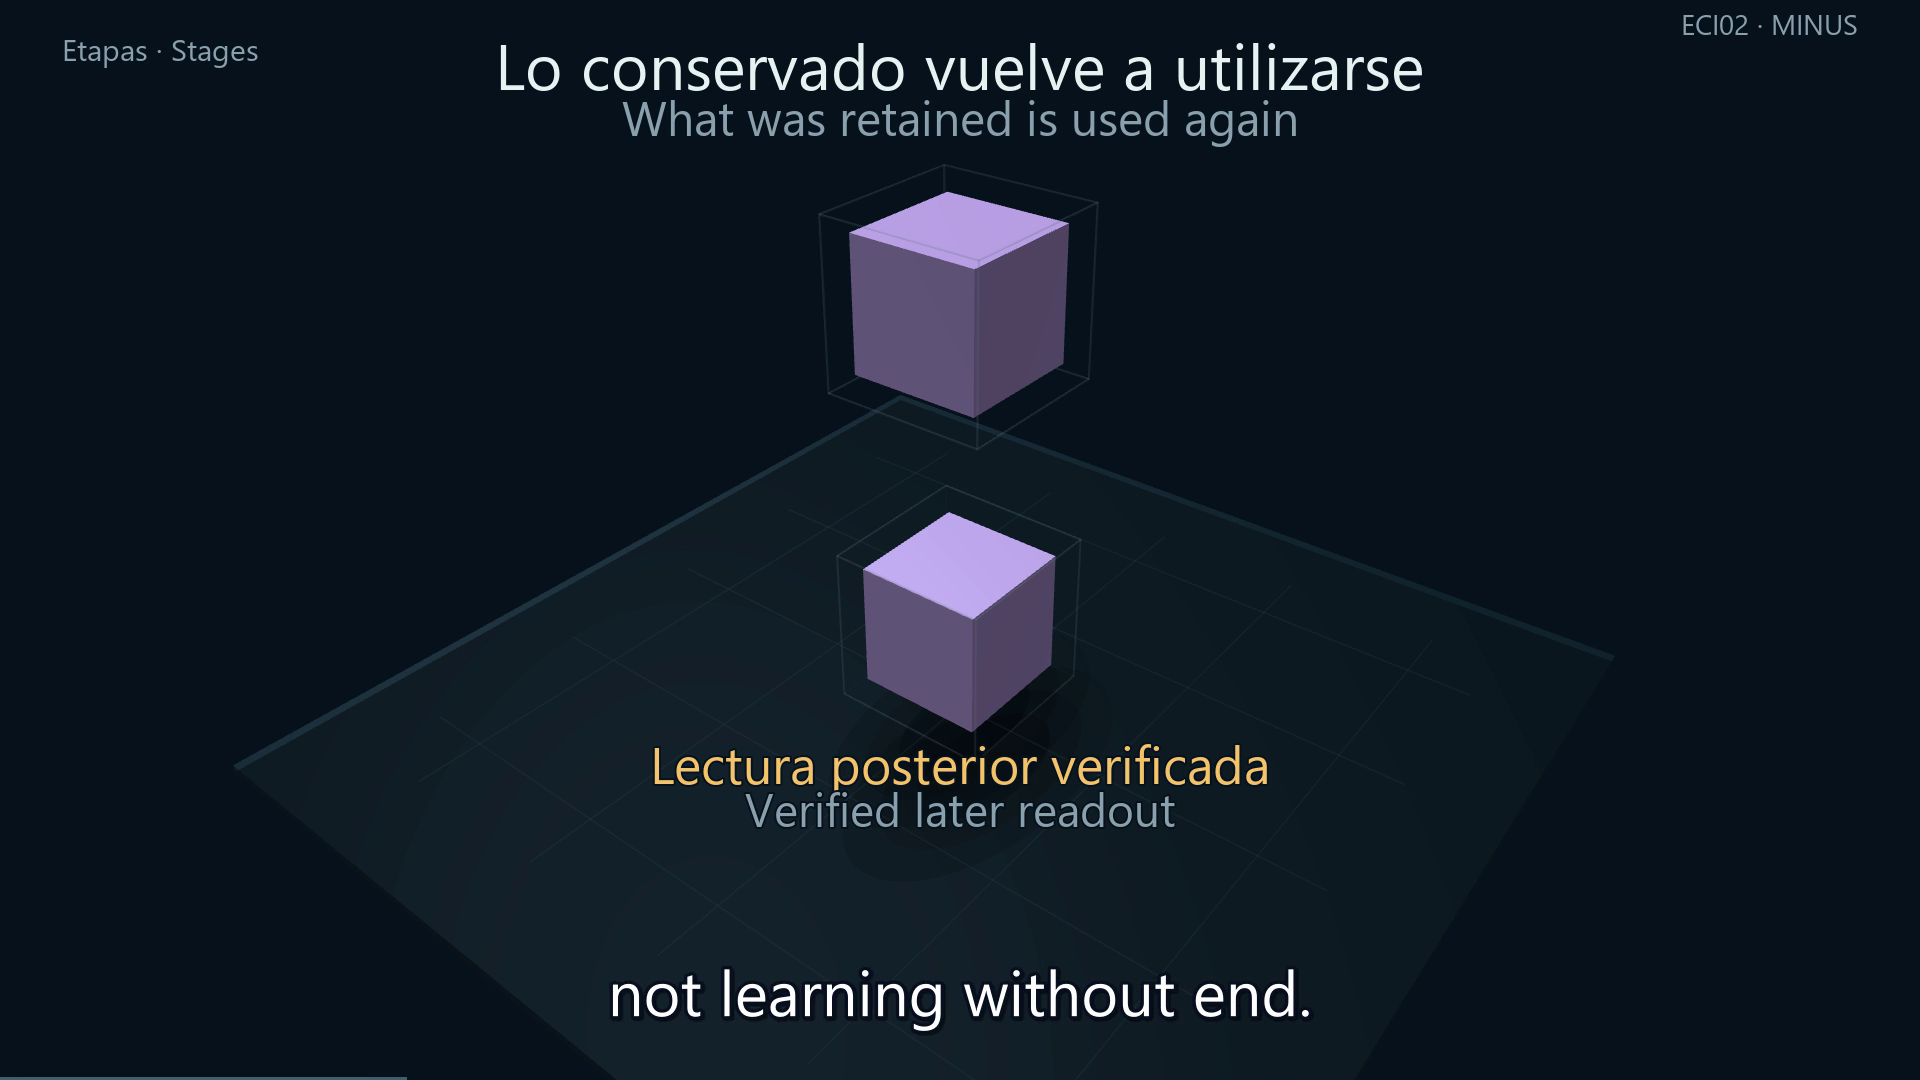 Etapas · Stages
ECI02 · MINUS
Lo conservado vuelve a utilizarse
What was retained is used again
Lectura posterior verificada
Verified later readout
not learning without end.